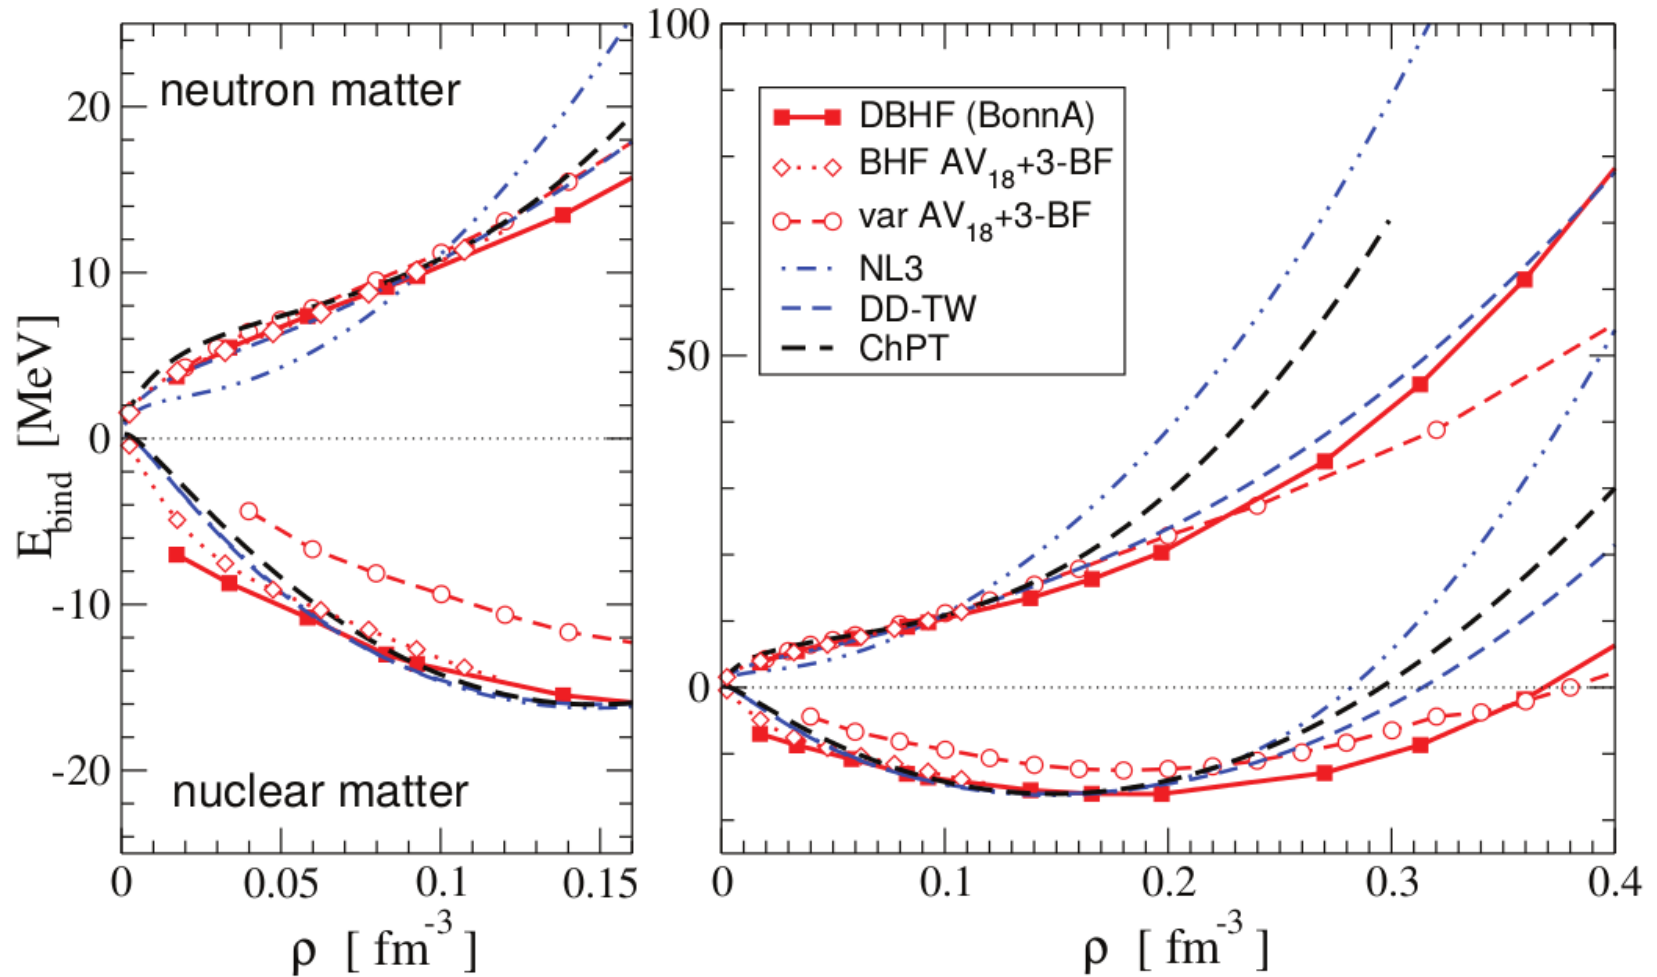 neutron matter
nuclear matter
20
10
0
-10
-20
E_bind [MeV]
0
0.05
0.1
0.15
ρ [ fm^-3 ]
100
50
0
DBHF (BonnA)
BHF AV_18+3-BF
var AV_18+3-BF
NL3
DD-TW
ChPT
0
0.1
0.2
0.3
0.4
ρ [ fm^-3 ]